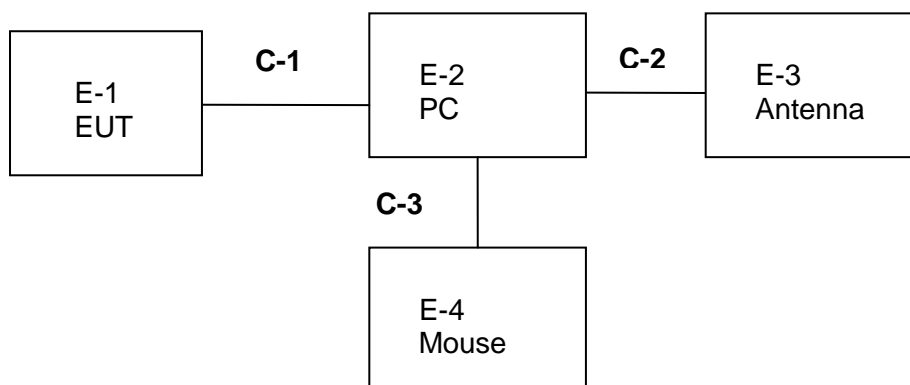 E-1
EUT
C-1
E-2
PC
C-2
E-3
Antenna
C-3
E-4
Mouse